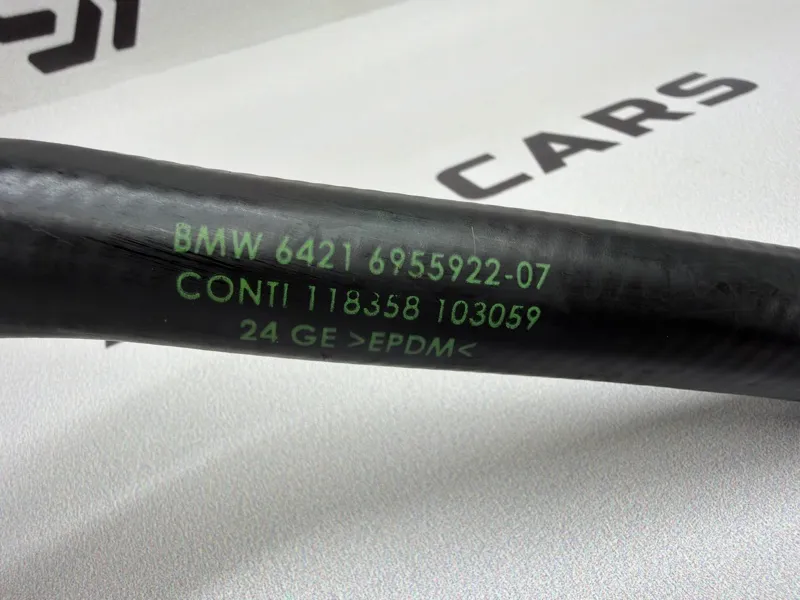 CARS
BMW 6421 6955922-07
CONTI 118358 103059
24 GE >EPDM<